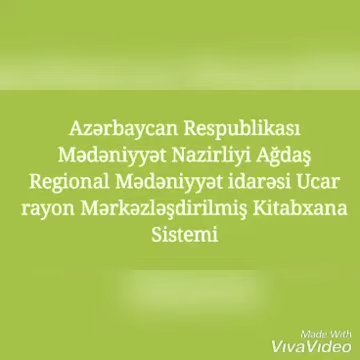 Azərbaycan Respublikası
Mədəniyyət Nazirliyi Ağdaş
Regional Mədəniyyət idarəsi Ucar
rayon Mərkəzləşdirilmiş Kitabxana
Sistemi
Made With
VivaVideo